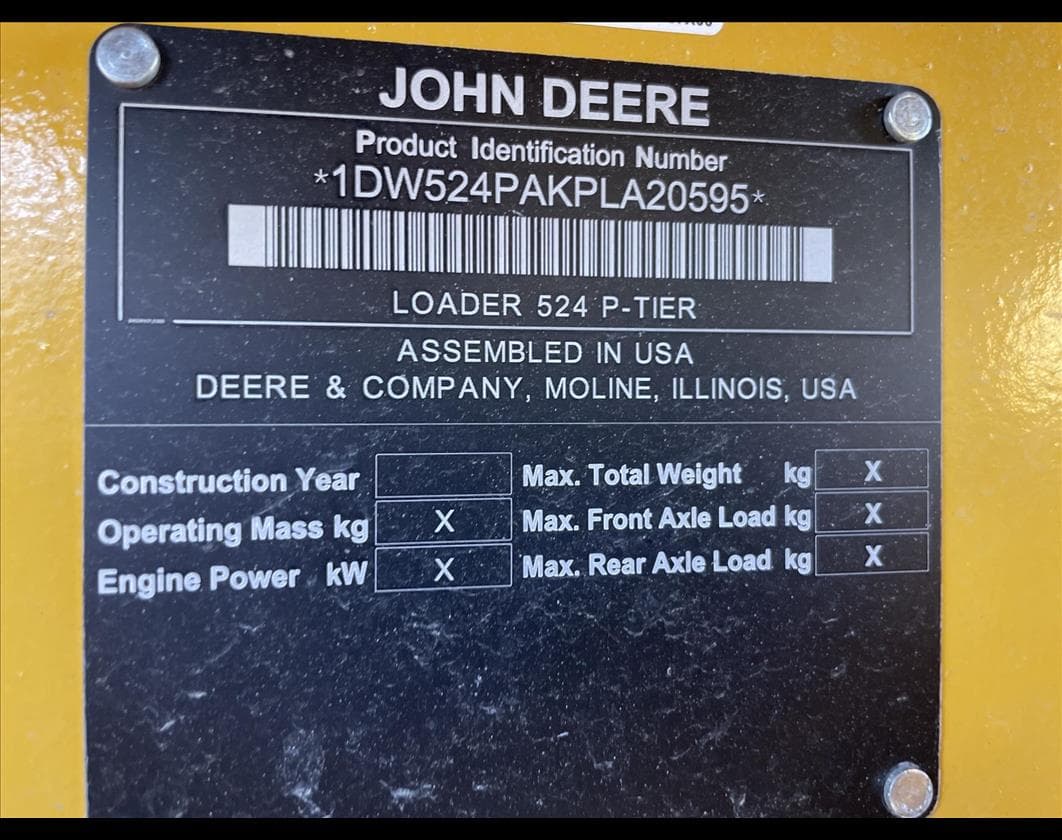 JOHN DEERE
Product Identification Number
*1DW524PAKPLA20595*
LOADER 524 P-TIER
ASSEMBLED IN USA
DEERE & COMPANY, MOLINE, ILLINOIS, USA
Construction Year
Max. Total Weight kg X
Operating Mass kg X
Max. Front Axle Load kg X
Engine Power kW X
Max. Rear Axle Load kg X